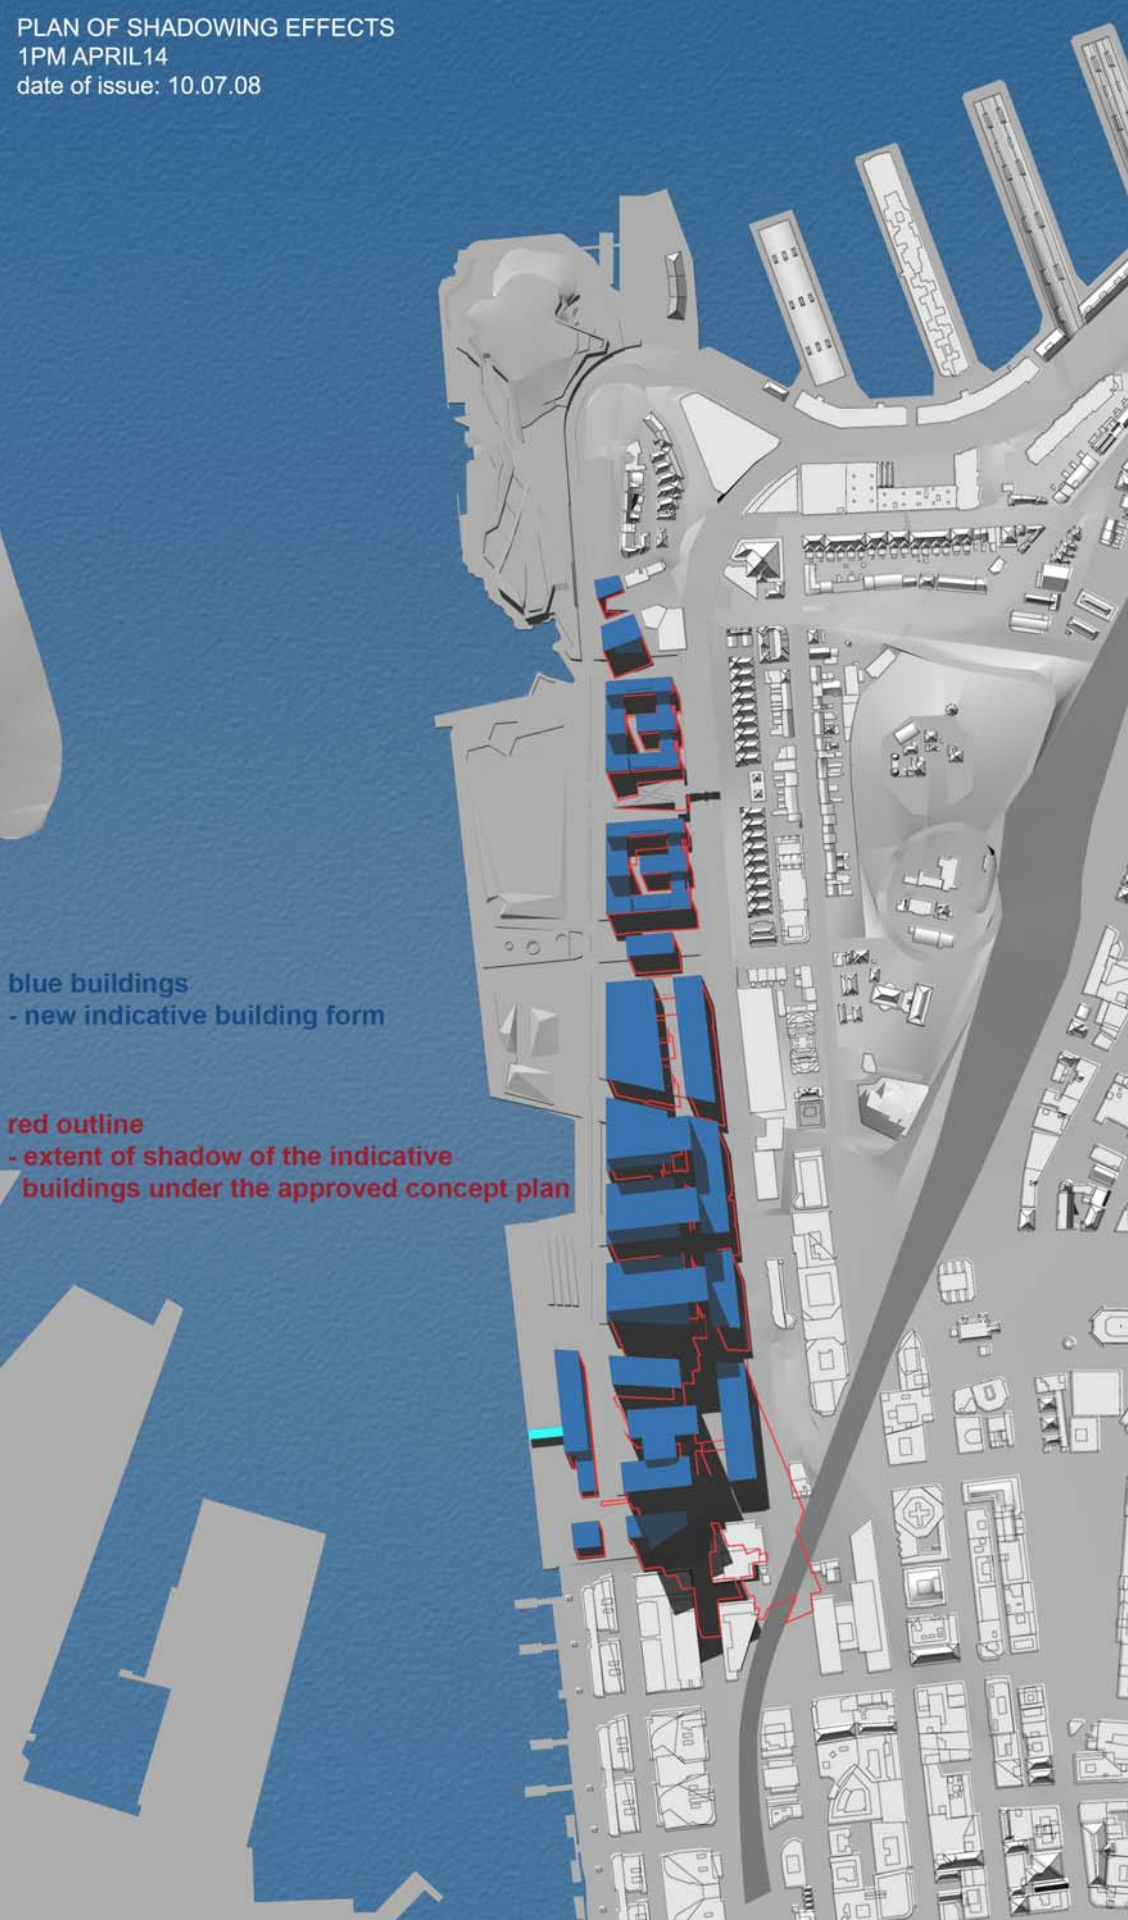 PLAN OF SHADOWING EFFECTS
1PM APRIL14
date of issue: 10.07.08
blue buildings
- new indicative building form
red outline
- extent of shadow of the indicative
buildings under the approved concept plan